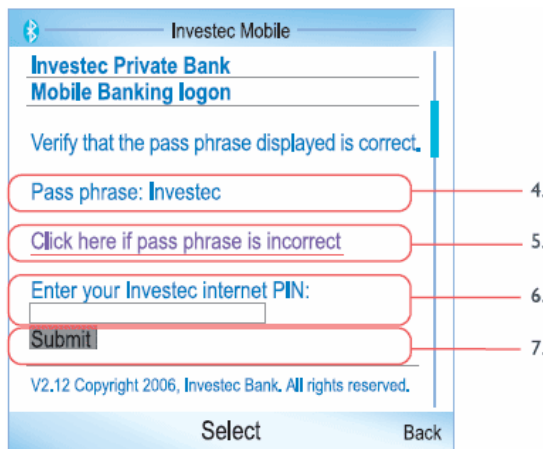 Investec Mobile
Investec Private Bank
Mobile Banking logon
Verify that the pass phrase displayed is correct.
Pass phrase: Investec
4.
Click here if pass phrase is incorrect
5.
Enter your Investec internet PIN:
6.
Submit
7.
V2.12 Copyright 2006, Investec Bank. All rights reserved.
Select
Back